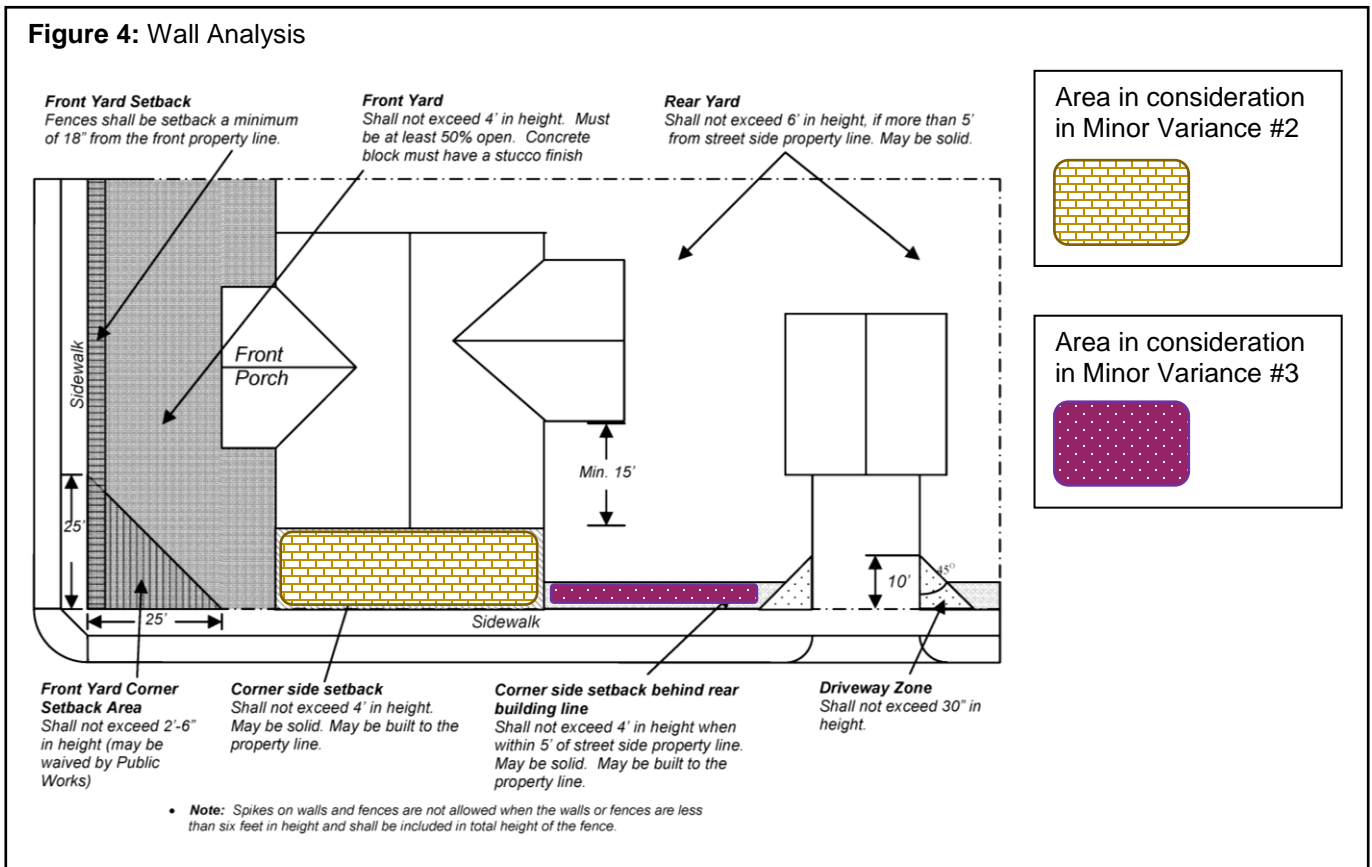 Figure 4: Wall Analysis
Front Yard Setback
Fences shall be setback a minimum
of 18" from the front property line.
Front Yard
Shall not exceed 4' in height. Must
be at least 50% open. Concrete
block must have a stucco finish
Rear Yard
Shall not exceed 6' in height, if more than 5'
from street side property line. May be solid.
Area in consideration
in Minor Variance #2
Area in consideration
in Minor Variance #3
Sidewalk
Front
Porch
Min. 15'
25'
25'
10'
45°
Sidewalk
Front Yard Corner
Setback Area
Shall not exceed 2'-6"
in height (may be
waived by Public
Works)
Corner side setback
Shall not exceed 4' in height.
May be solid. May be built to the
property line.
Corner side setback behind rear
building line
Shall not exceed 4' in height when
within 5' of street side property line.
May be solid. May be built to the
property line.
Driveway Zone
Shall not exceed 30" in
height.
• Note: Spikes on walls and fences are not allowed when the walls or fences are less
than six feet in height and shall be included in total height of the fence.